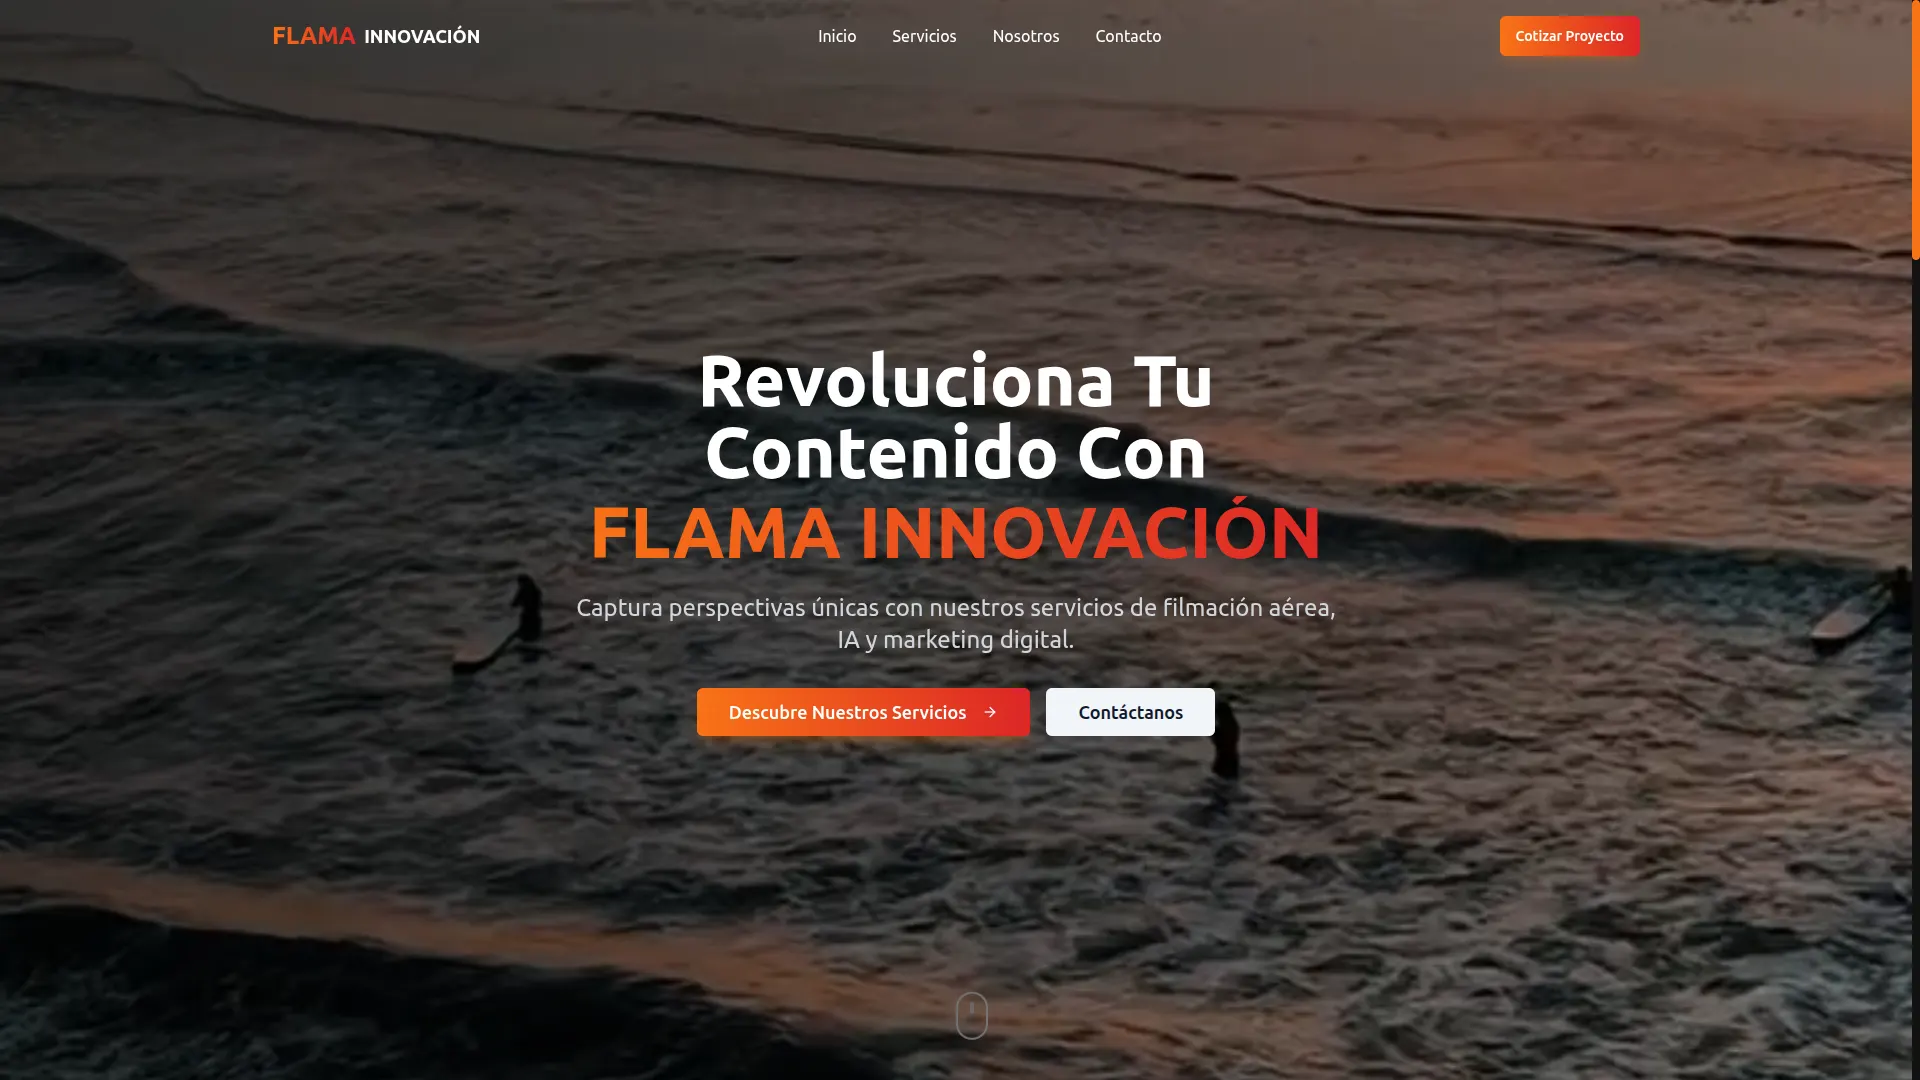 FLAMA INNOVACIÓN
Inicio
Servicios
Nosotros
Contacto
Cotizar Proyecto
Revoluciona Tu
Contenido Con
FLAMA INNOVACIÓN
Captura perspectivas únicas con nuestros servicios de filmación aérea,
IA y marketing digital.
Descubre Nuestros Servicios →
Contáctanos